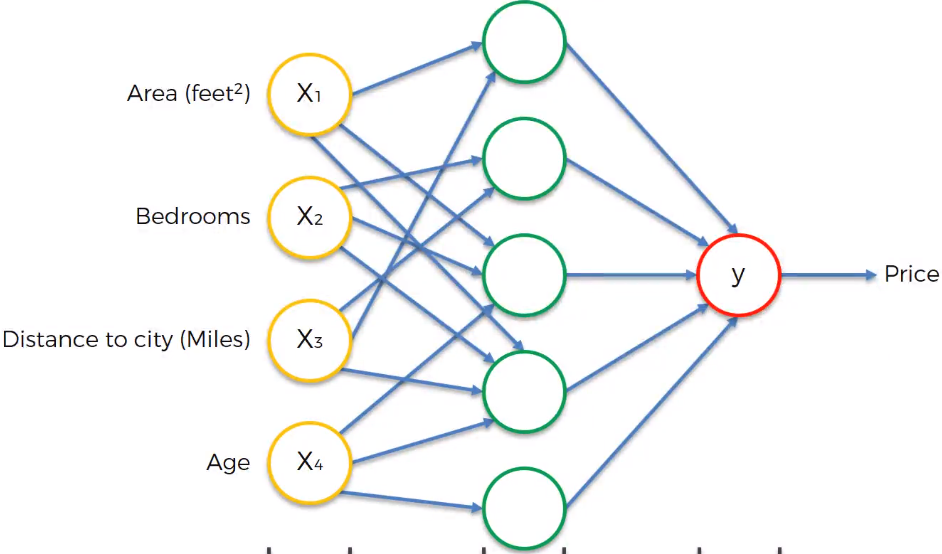 Area (feet²)
X₁
Bedrooms
X₂
Distance to city (Miles)
X₃
Age
X₄
y
Price